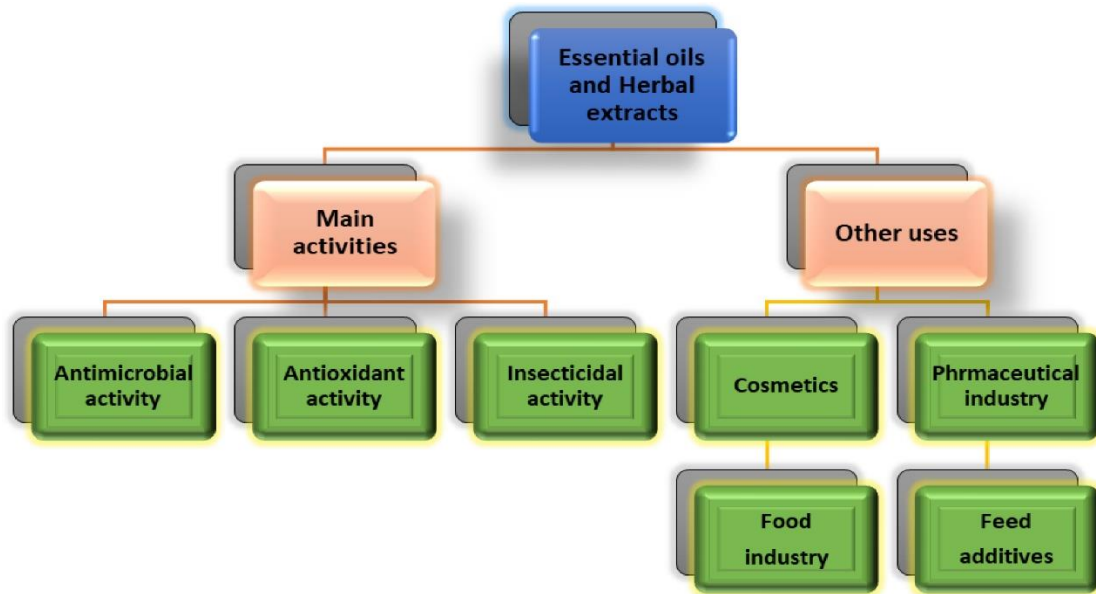 Essential oils
and Herbal
extracts
Main
activities
Other uses
Antimicrobial
activity
Antioxidant
activity
Insecticidal
activity
Cosmetics
Phrmaceutical
industry
Food
industry
Feed
additives